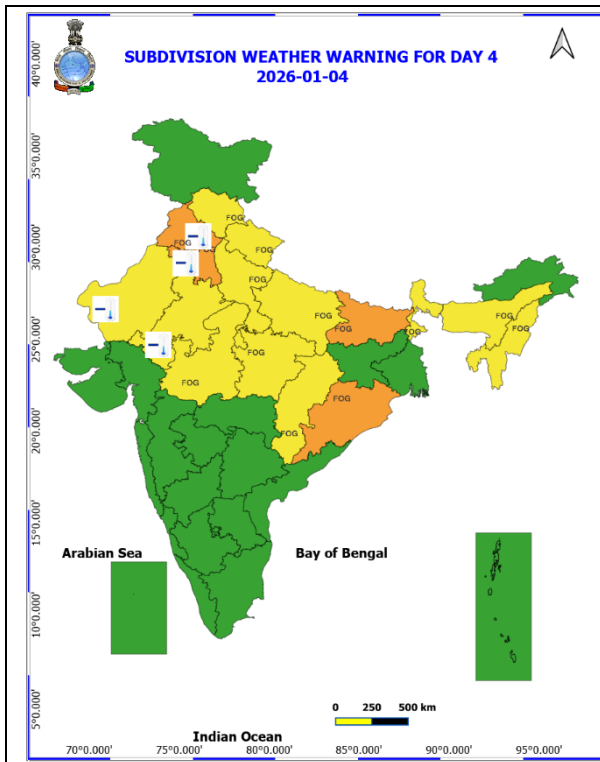 SUBDIVISION WEATHER WARNING FOR DAY 4
2026-01-04
40°0.000'
35°0.000'
30°0.000'
25°0.000'
20°0.000'
15°0.000'
10°0.000'
5°0.000'
FOG
FOG
FOG
FOG
FOG
FOG
FOG
FOG
FOG
FOG
FOG
FOG
FOG
Arabian Sea
Bay of Bengal
0 250 500 km
Indian Ocean
70°0.000' 75°0.000' 80°0.000' 85°0.000' 90°0.000' 95°0.000'